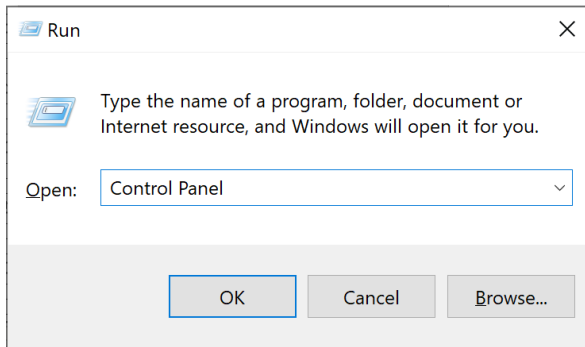 Run
Type the name of a program, folder, document or
Internet resource, and Windows will open it for you.
Open: Control Panel
OK Cancel Browse...